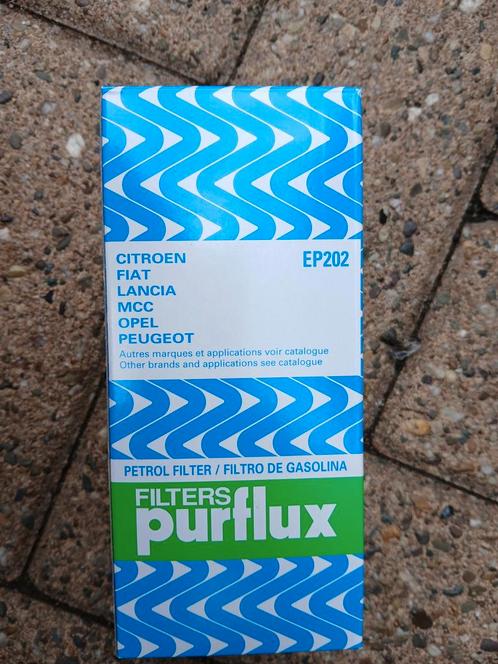 CITROEN EP202
FIAT
LANCIA
MCC
OPEL
PEUGEOT
Autres marques et applications voir catalogue
Other brands and applications see catalogue
PETROL FILTER / FILTRO DE GASOLINA
FILTERS
purflux